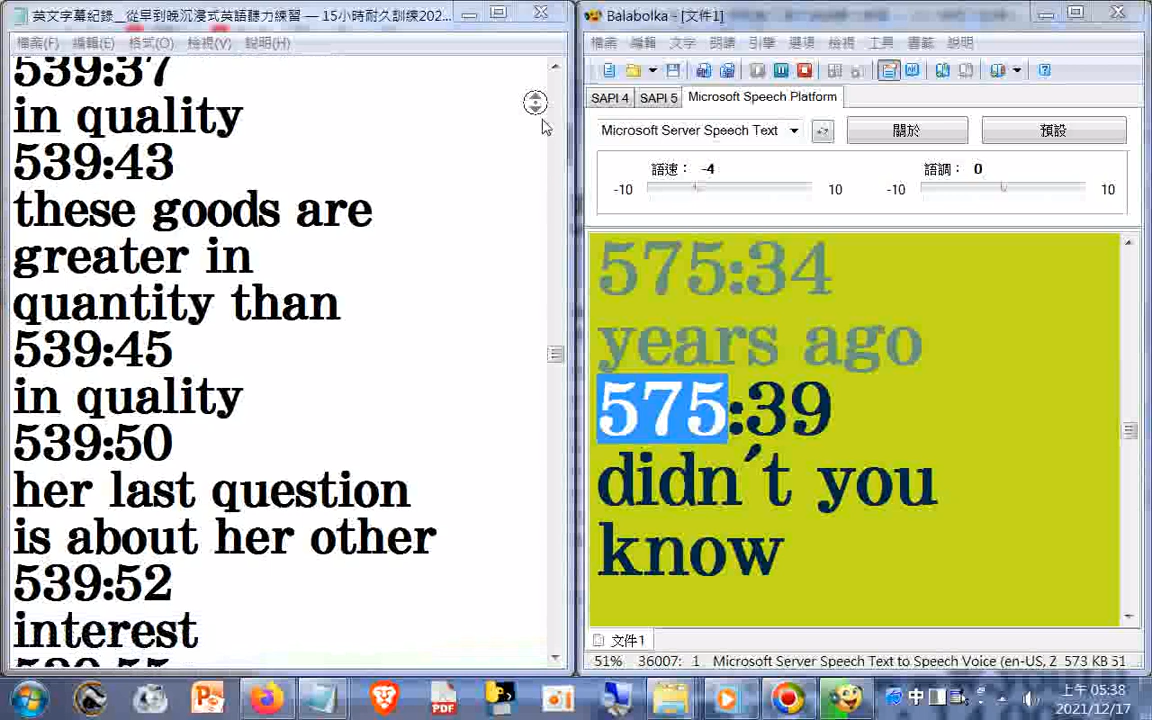 英文字幕紀錄__從早到晚沉浸式英語聽力練習 — 15小時耐久訓練202...
檔案(F) 編輯(E) 格式(O) 檢視(V) 說明(H)
539:37
in quality
539:43
these goods are
greater in
quantity than
539:45
in quality
539:50
her last question
is about her other
539:52
interest
539:55
Balabolka - [文件1]
檔案 編輯 文字 朗讀 引擎 選項 檢視 工具 書籤 說明
SAPI 4 SAPI 5 Microsoft Speech Platform
Microsoft Server Speech Text 關於 預設
語速： -4 語調： 0
-10 10 -10 10
575:34
years ago
575:39
didn´t you
know
文件1
51% 36007: 1 Microsoft Server Speech Text to Speech Voice (en-US, 2 573 KB 51
PDF 中 上午 05:38
2021/12/17